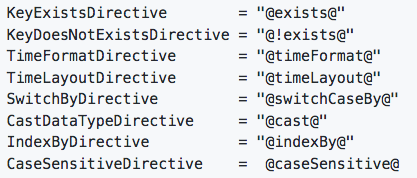 KeyExistsDirective = "@exists@"
KeyDoesNotExistsDirective = "@!exists@"
TimeFormatDirective = "@timeFormat@"
TimeLayoutDirective = "@timeLayout@"
SwitchByDirective = "@switchCaseBy@"
CastDataTypeDirective = "@cast@"
IndexByDirective = "@indexBy@"
CaseSensitiveDirective = @caseSensitive@